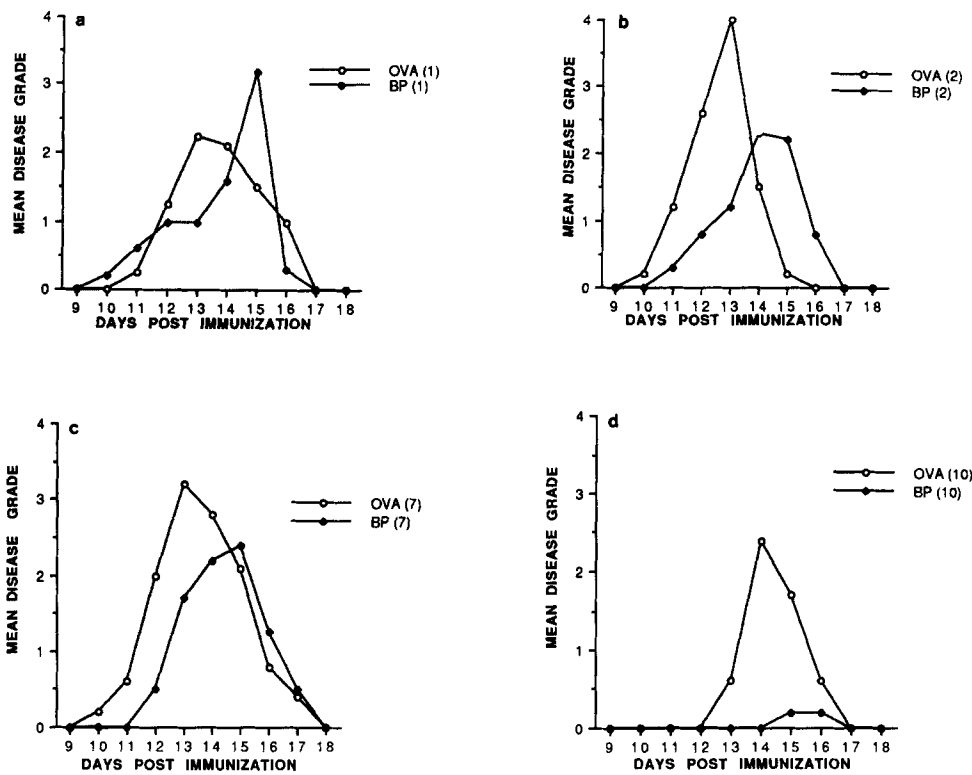 a
MEAN DISEASE GRADE
4
3
2
1
0
OVA (1)
BP (1)
9 10 11 12 13 14 15 16 17 18
DAYS POST IMMUNIZATION
b
MEAN DISEASE GRADE
4
3
2
1
0
OVA (2)
BP (2)
9 10 11 12 13 14 15 16 17 18
DAYS POST IMMUNIZATION
c
MEAN DISEASE GRADE
4
3
2
1
0
OVA (7)
BP (7)
9 10 11 12 13 14 15 16 17 18
DAYS POST IMMUNIZATION
d
MEAN DISEASE GRADE
4
3
2
1
0
OVA (10)
BP (10)
9 10 11 12 13 14 15 16 17 18
DAYS POST IMMUNIZATION